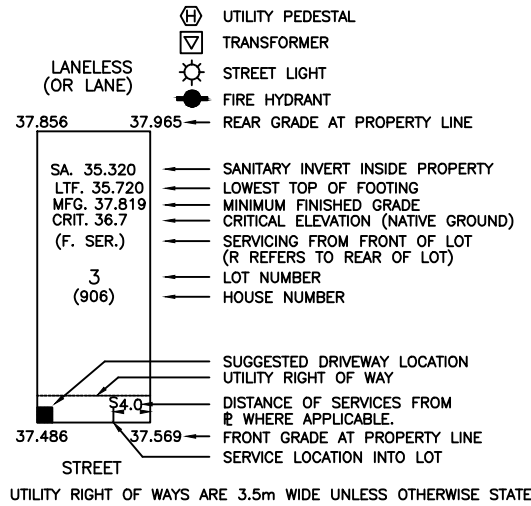 UTILITY PEDESTAL
TRANSFORMER
STREET LIGHT
FIRE HYDRANT
LANELESS
(OR LANE)
37.856 37.965 REAR GRADE AT PROPERTY LINE
SA. 35.320 SANITARY INVERT INSIDE PROPERTY
LTF. 35.720 LOWEST TOP OF FOOTING
MFG. 37.819 MINIMUM FINISHED GRADE
CRIT. 36.7 CRITICAL ELEVATION (NATIVE GROUND)
(F. SER.) SERVICING FROM FRONT OF LOT
(R REFERS TO REAR OF LOT)
3 LOT NUMBER
(906) HOUSE NUMBER
SUGGESTED DRIVEWAY LOCATION
UTILITY RIGHT OF WAY
S 4.0 DISTANCE OF SERVICES FROM
℄ WHERE APPLICABLE.
37.486 37.569 FRONT GRADE AT PROPERTY LINE
SERVICE LOCATION INTO LOT
STREET
UTILITY RIGHT OF WAYS ARE 3.5m WIDE UNLESS OTHERWISE STATE